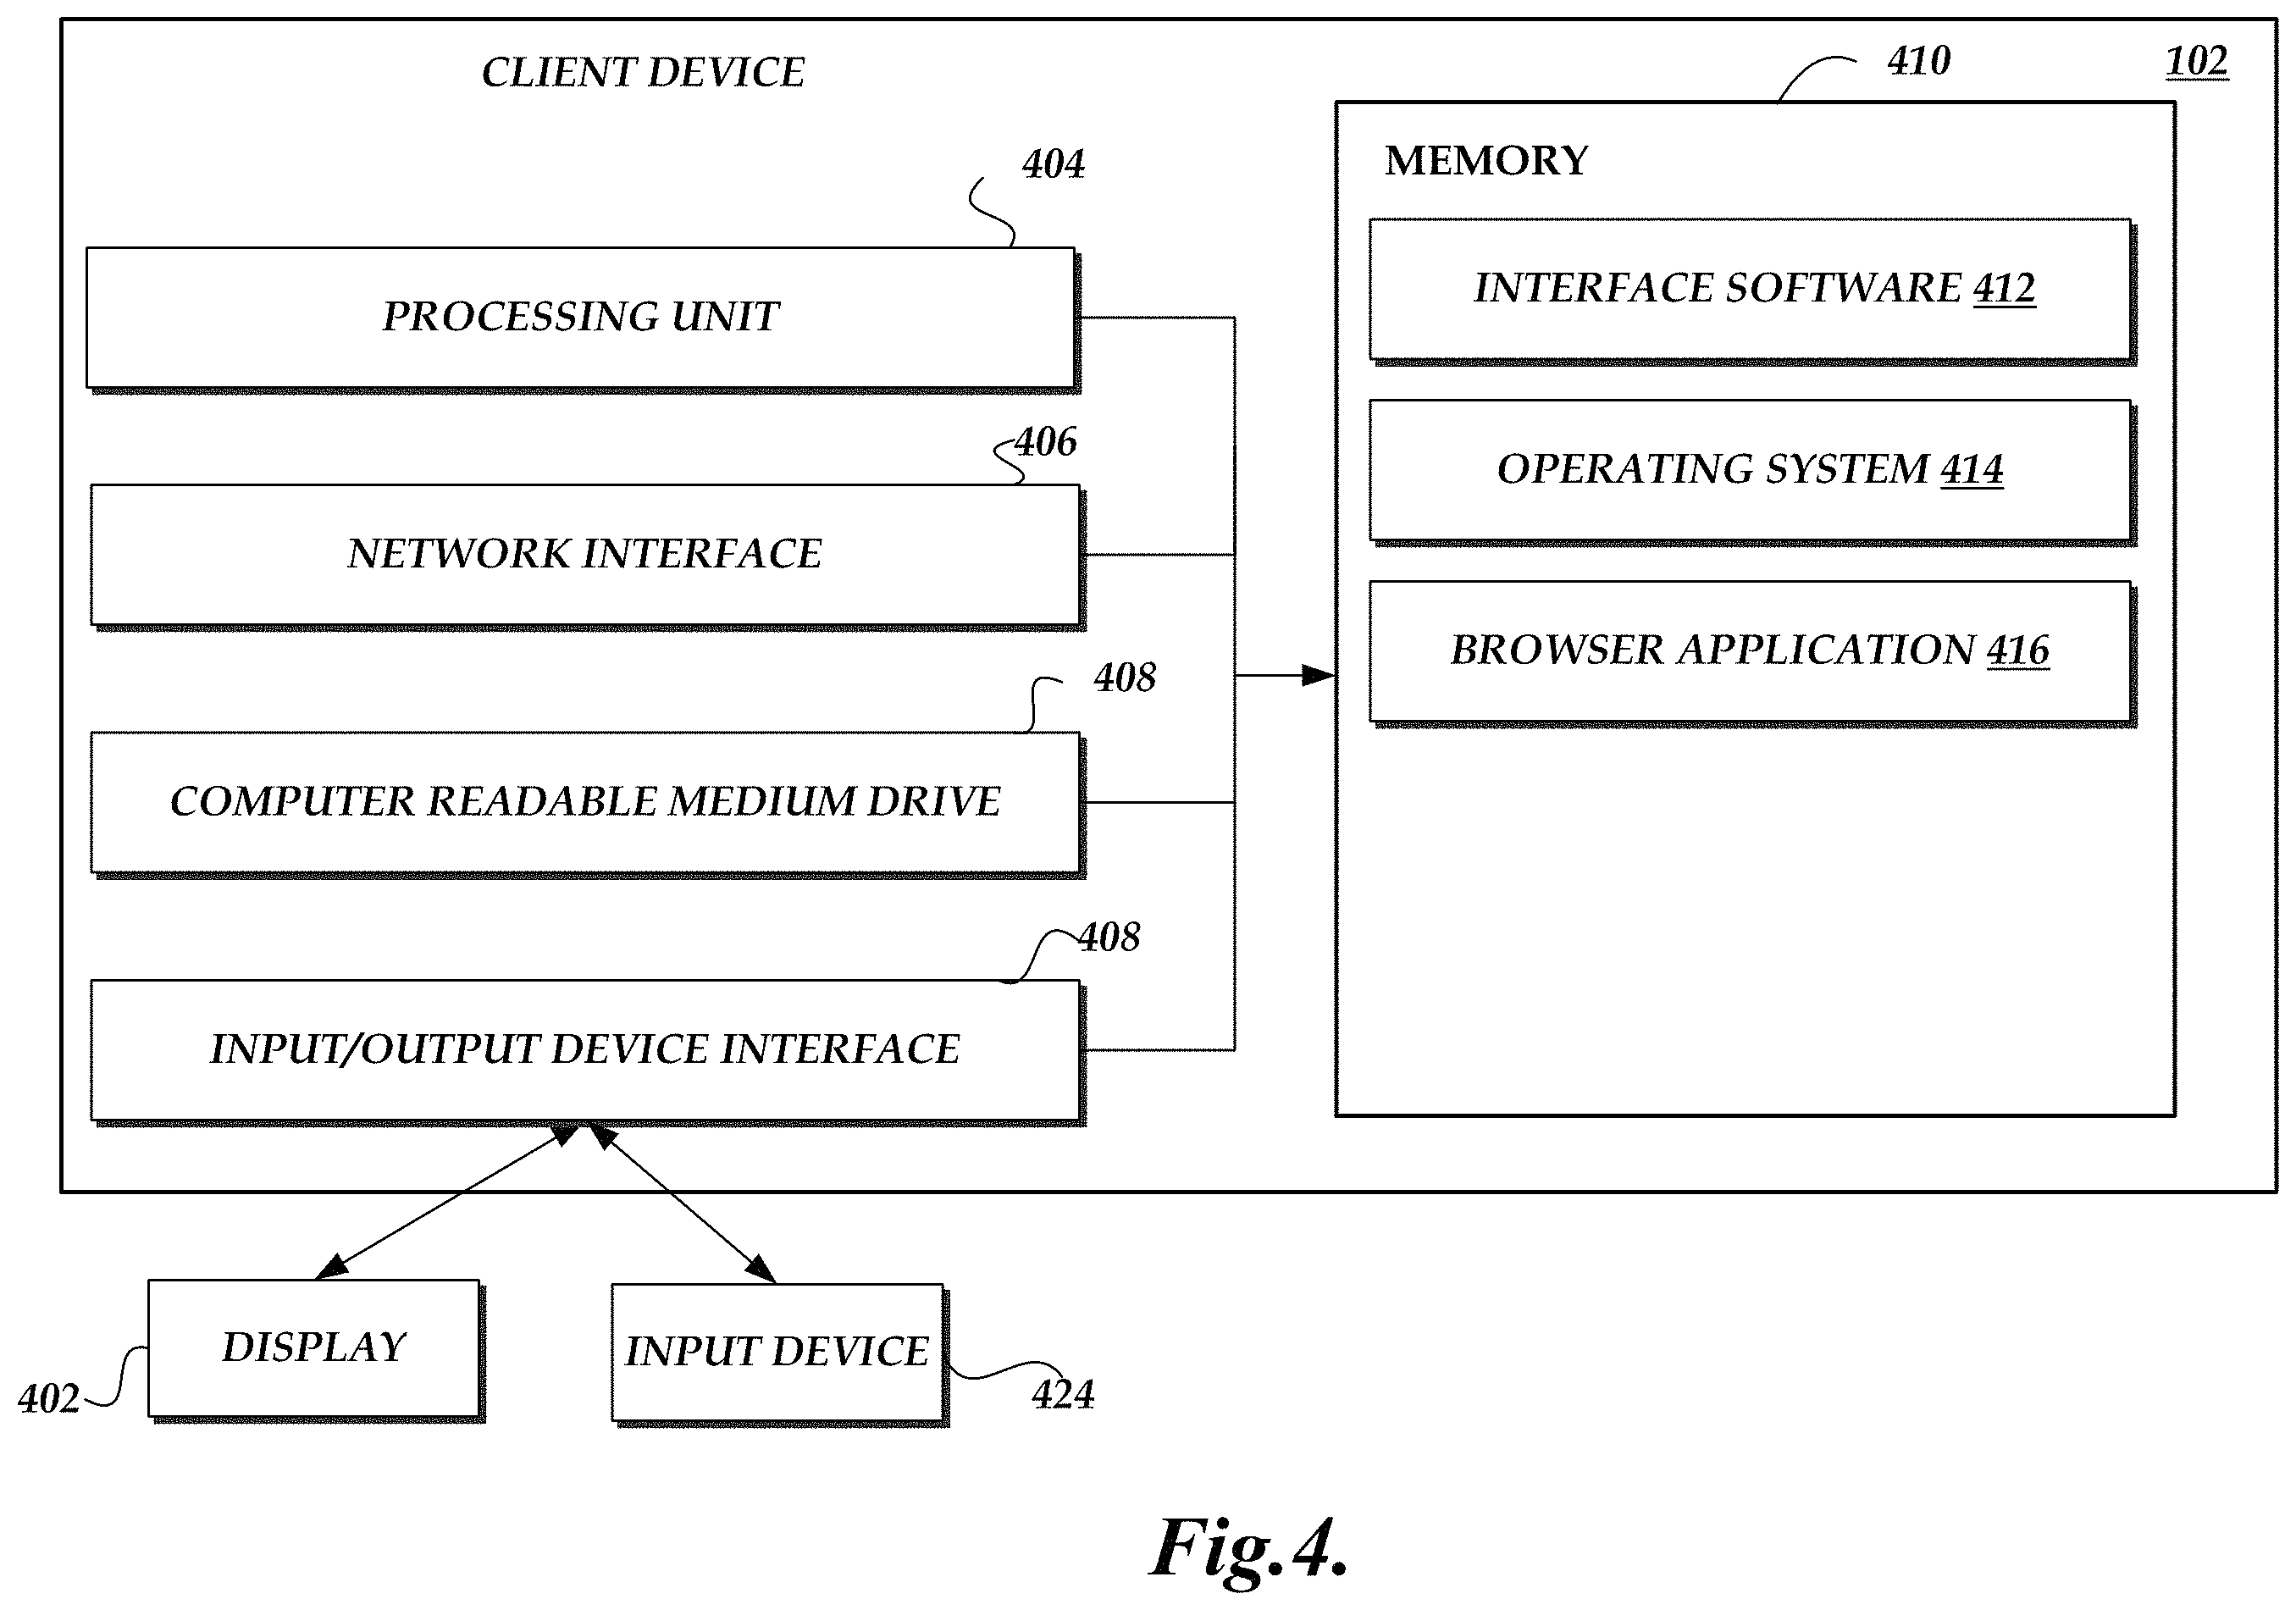 CLIENT DEVICE
102
404
PROCESSING UNIT
406
NETWORK INTERFACE
408
COMPUTER READABLE MEDIUM DRIVE
408
INPUT/OUTPUT DEVICE INTERFACE
410
MEMORY
INTERFACE SOFTWARE 412
OPERATING SYSTEM 414
BROWSER APPLICATION 416
DISPLAY
402
INPUT DEVICE
424
Fig.4.